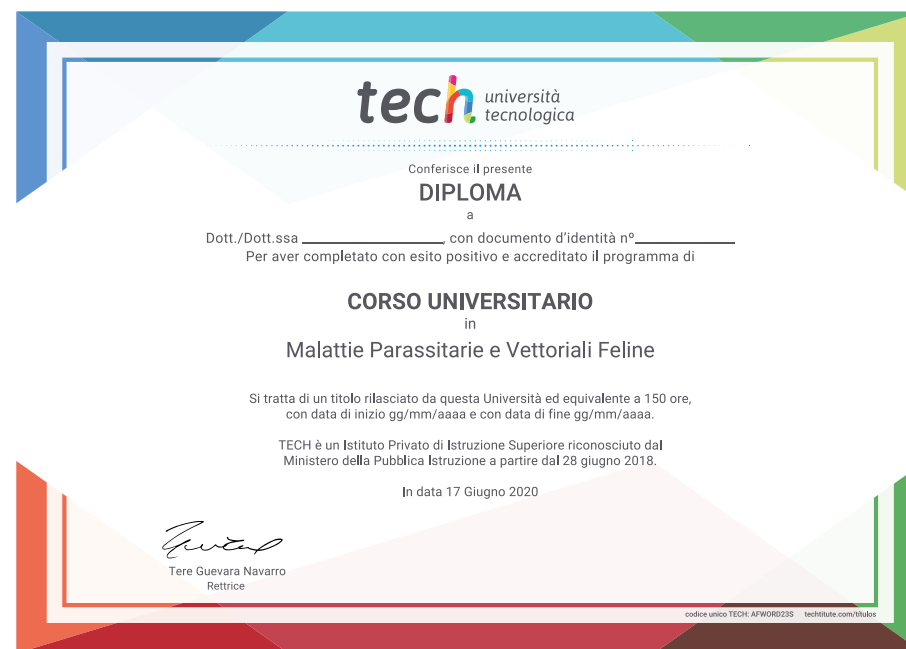 tech università
tecnologica
Conferisce il presente
DIPLOMA
a
Dott./Dott.ssa ____________________, con documento d'identità nº______________
Per aver completato con esito positivo e accreditato il programma di
CORSO UNIVERSITARIO
in
Malattie Parassitarie e Vettoriali Feline
Si tratta di un titolo rilasciato da questa Università ed equivalente a 150 ore,
con data di inizio gg/mm/aaaa e con data di fine gg/mm/aaaa.
TECH è un Istituto Privato di Istruzione Superiore riconosciuto dal
Ministero della Pubblica Istruzione a partire dal 28 giugno 2018.
In data 17 Giugno 2020
Tere Guevara Navarro
Rettrice
codice unico TECH: AFWORD23S techtitute.com/títulos